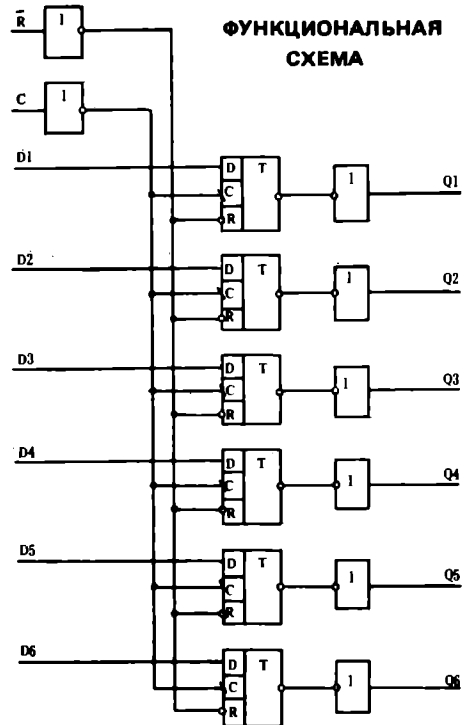 ФУНКЦИОНАЛЬНАЯ
СХЕМА
R̅ 1
C 1
D1 D T Q1
C
R 1
D2 D T Q2
C
R 1
D3 D T Q3
C
R 1
D4 D T Q4
C
R 1
D5 D T Q5
C
R 1
D6 D T Q6
C
R 1